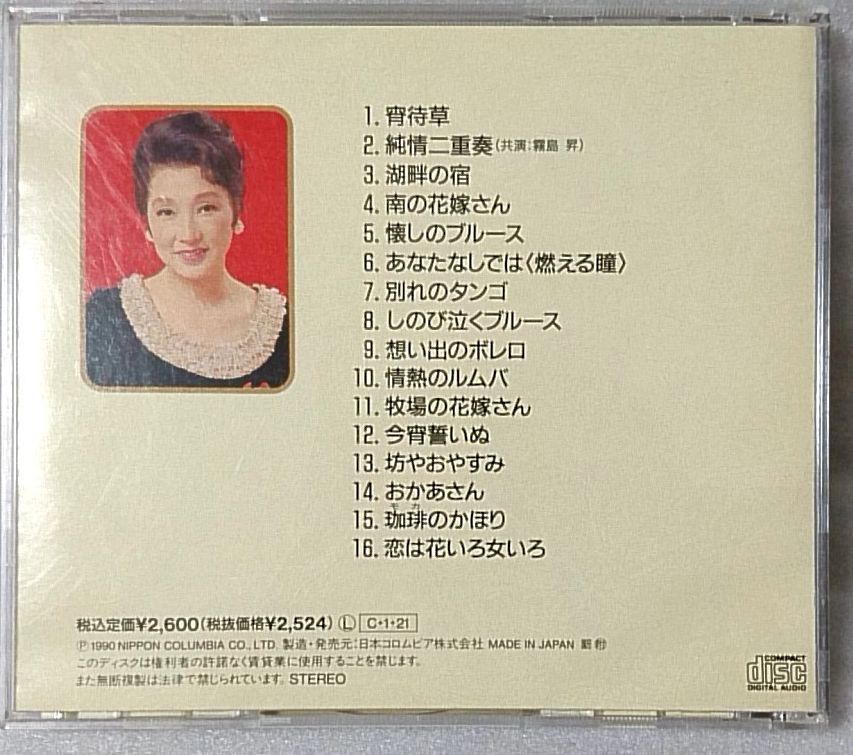 1. 宵待草
2. 純情二重奏(共演:霧島 昇)
3. 湖畔の宿
4. 南の花嫁さん
5. 懐しのブルース
6. あなたなしでは〈燃える瞳〉
7. 別れのタンゴ
8. しのび泣くブルース
9. 想い出のボレロ
10. 情熱のルムバ
11. 牧場の花嫁さん
12. 今宵誓いぬ
13. 坊やおやすみ
14. おかあさん
モカ
15. 珈琲のかほり
16. 恋は花いろ女いろ
税込定価¥2,600(税抜価格¥2,524) Ⓛ C・1・21
Ⓟ 1990 NIPPON COLUMBIA CO., LTD. 製造・発売元:日本コロムビア株式会社 MADE IN JAPAN
このディスクは権利者の許諾なく賃貸業に使用することを禁じます。
また無断複製は法律で禁じられています。 STEREO
COMPACT
disc
DIGITAL AUDIO